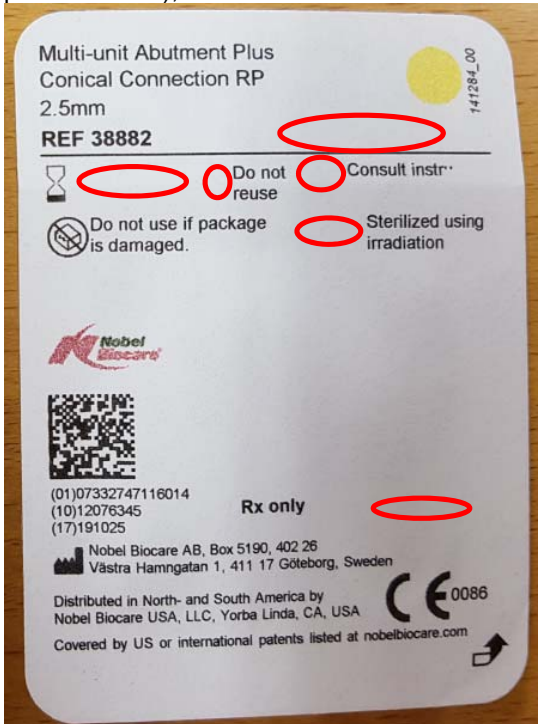 Multi-unit Abutment Plus
Conical Connection RP
2.5mm
141284_00
REF 38882
Do not reuse
Consult instr
Do not use if package
is damaged.
Sterilized using
irradiation
Nobel
Biocare
(01)07332747116014
(10)12076345
(17)191025
Rx only
Nobel Biocare AB, Box 5190, 402 26
Västra Hamngatan 1, 411 17 Göteborg, Sweden
Distributed in North- and South America by
Nobel Biocare USA, LLC, Yorba Linda, CA, USA
CE 0086
Covered by US or international patents listed at nobelbiocare.com